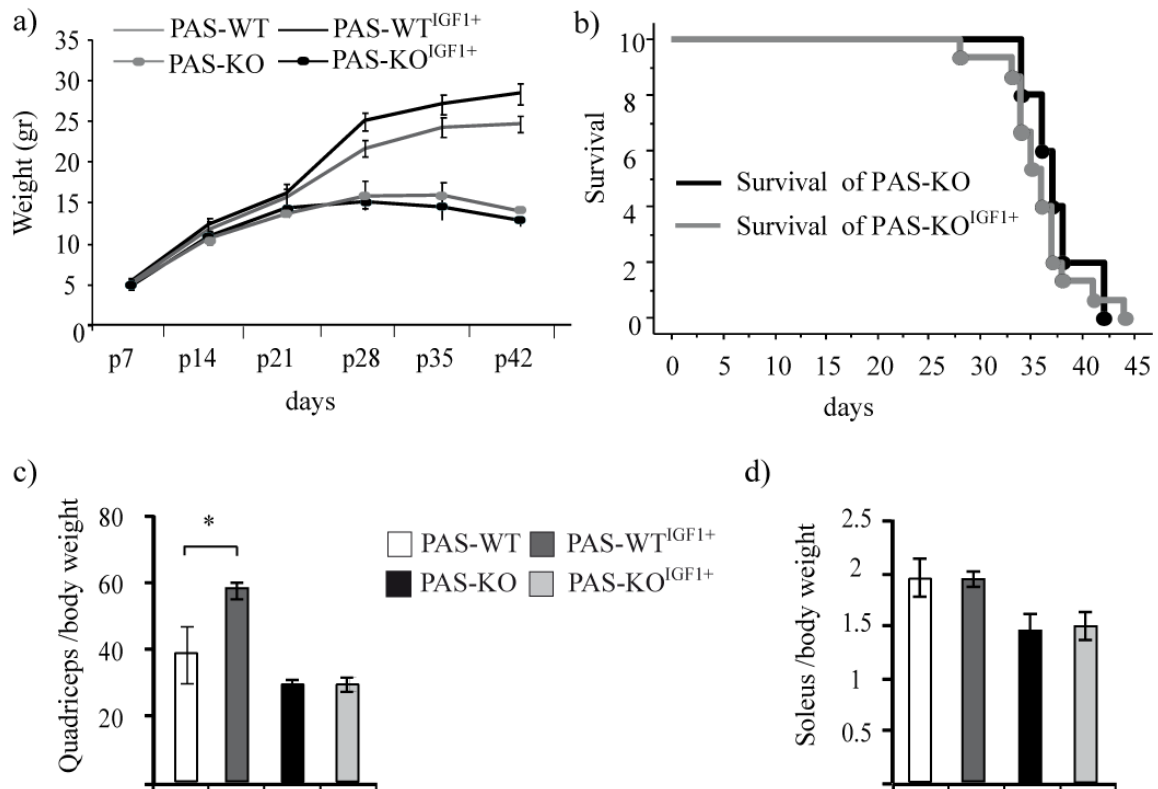 a)
PAS-WT PAS-WT^IGF1+
PAS-KO PAS-KO^IGF1+
Weight (gr)
35
30
25
20
15
10
5
0
p7 p14 p21 p28 p35 p42
days
b)
Survival
10
8
6
4
2
0
Survival of PAS-KO
Survival of PAS-KO^IGF1+
0 5 10 15 20 25 30 35 40 45
days
c)
Quadriceps /body weight
80
60
40
20
*
PAS-WT PAS-WT^IGF1+
PAS-KO PAS-KO^IGF1+
d)
Soleus /body weight
2.5
2
1.5
1
0.5